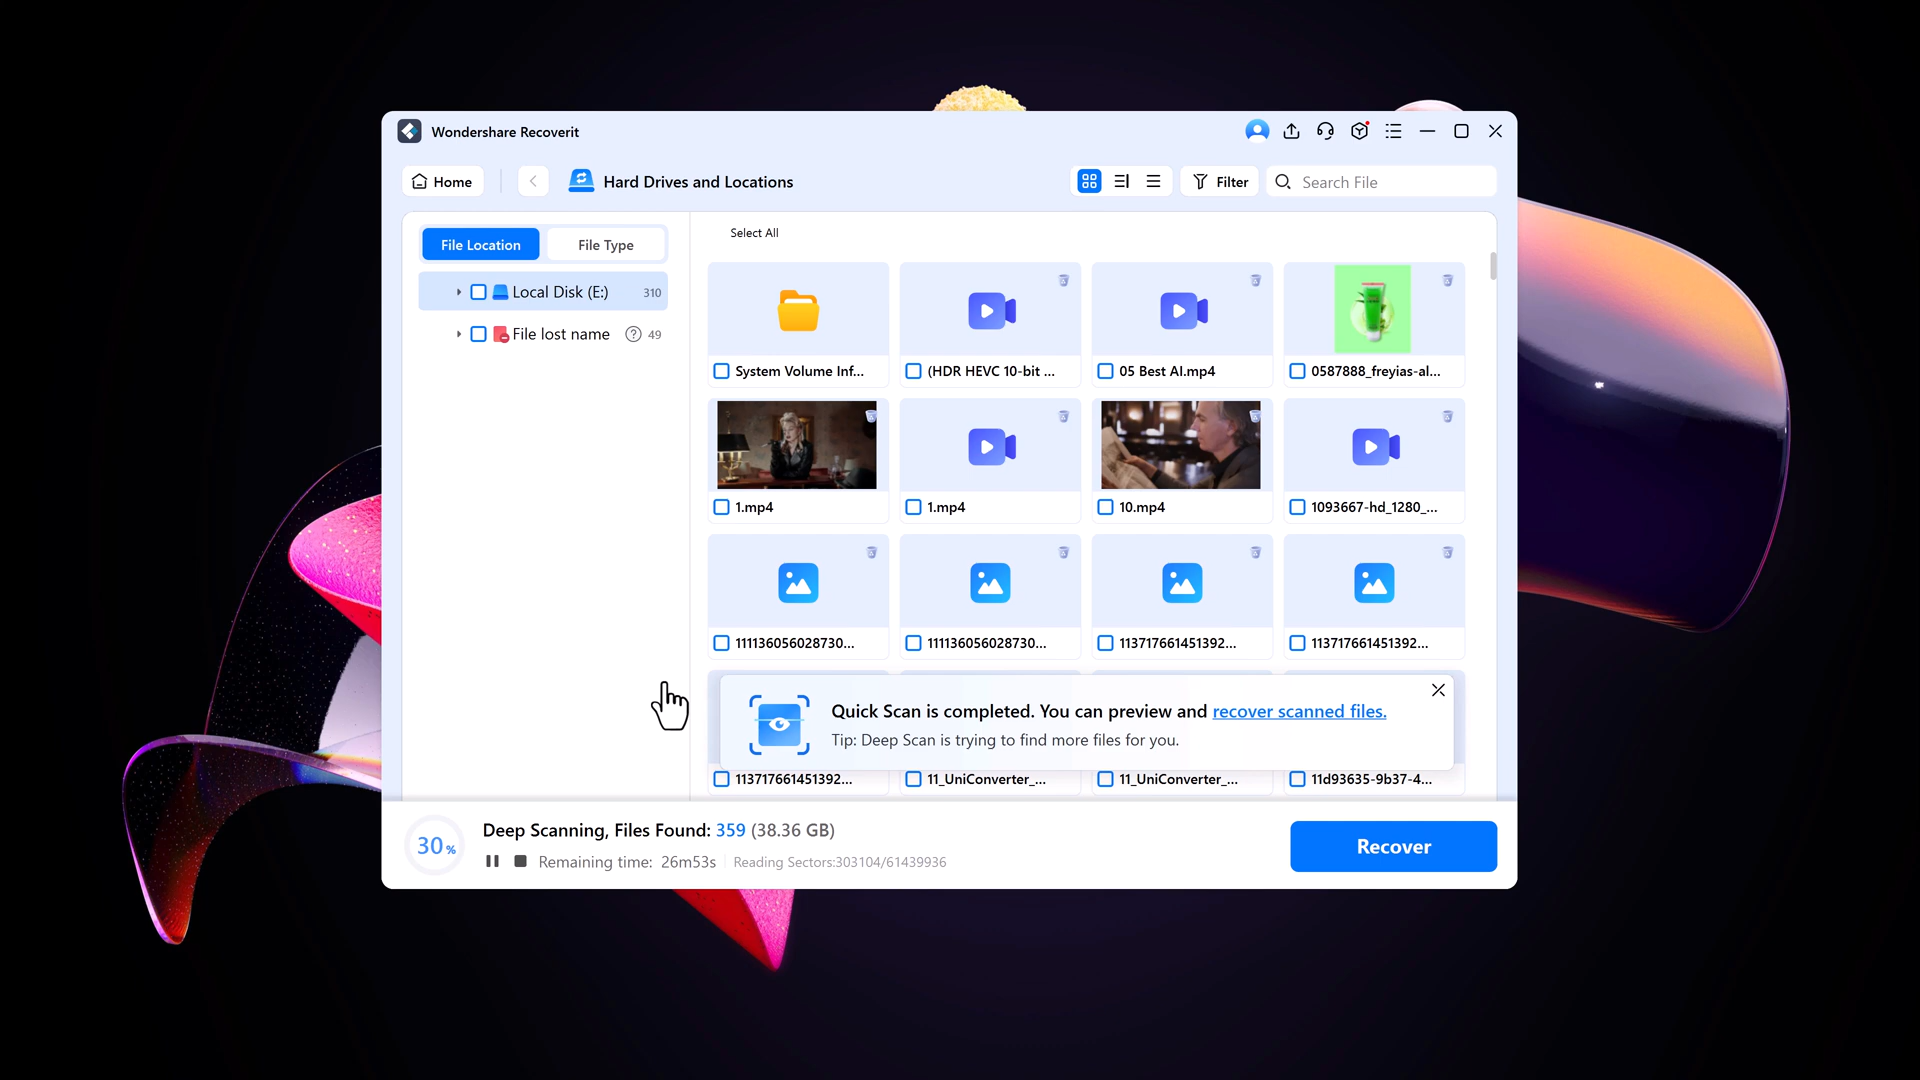 Wondershare Recoverit
Home
Hard Drives and Locations
Filter
Search File
File Location
File Type
Local Disk (E:)
310
File lost name
49
Select All
System Volume Inf...
(HDR HEVC 10-bit ...
05 Best AI.mp4
0587888_freyias-al...
1.mp4
1.mp4
10.mp4
1093667-hd_1280_...
111136056028730...
111136056028730...
113717661451392...
113717661451392...
Quick Scan is completed. You can preview and recover scanned files.
Tip: Deep Scan is trying to find more files for you.
113717661451392...
11_UniConverter_...
11_UniConverter_...
11d93635-9b37-4...
30%
Deep Scanning, Files Found: 359 (38.36 GB)
Remaining time: 26m53s
Reading Sectors:303104/61439936
Recover